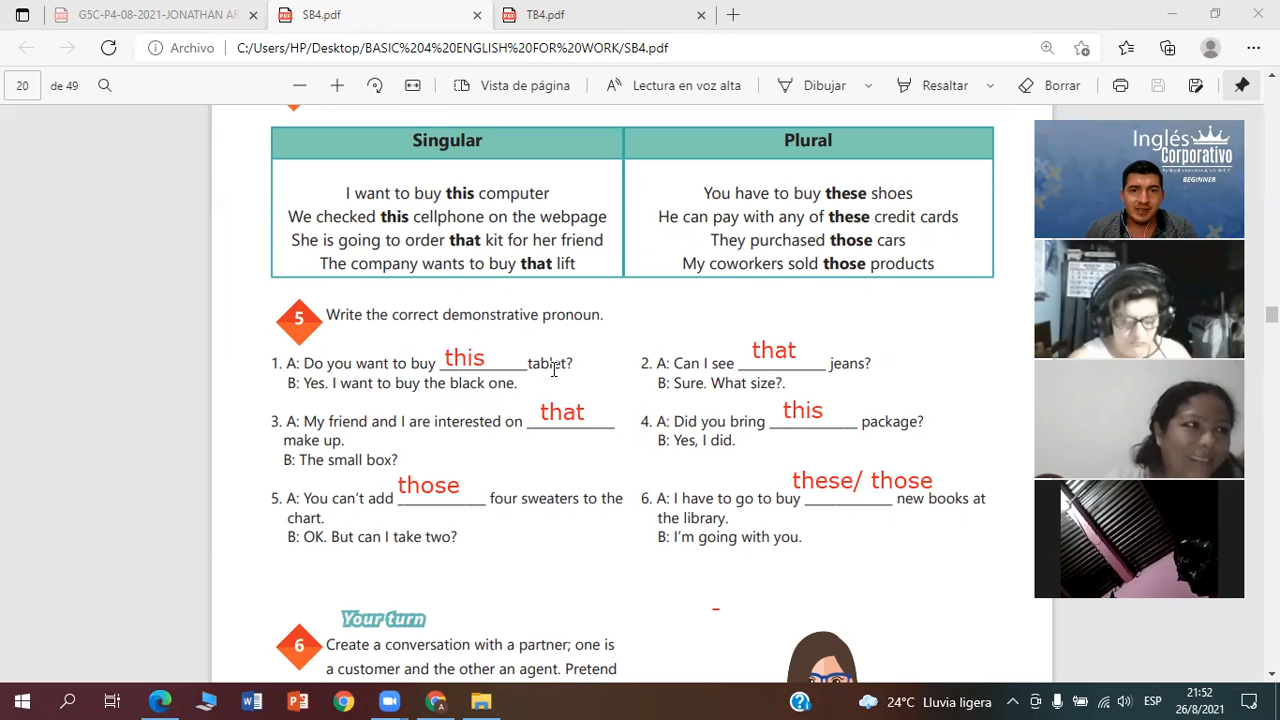 G5C-P4-08-2021-JONATHAN AR
SB4.pdf
TB4.pdf
Archivo
C:/Users/HP/Desktop/BASIC%204%20ENGLISH%20FOR%20WORK/SB4.pdf
20 de 49
Vista de página
Lectura en voz alta
Dibujar
Resaltar
Borrar
Singular
Plural
I want to buy this computer
We checked this cellphone on the webpage
She is going to order that kit for her friend
The company wants to buy that lift
You have to buy these shoes
He can pay with any of these credit cards
They purchased those cars
My coworkers sold those products
5 Write the correct demonstrative pronoun.
1. A: Do you want to buy this tablet?
B: Yes. I want to buy the black one.
2. A: Can I see that jeans?
B: Sure. What size?.
3. A: My friend and I are interested on that
make up.
B: The small box?
4. A: Did you bring this package?
B: Yes, I did.
5. A: You can't add those four sweaters to the
chart.
B: OK. But can I take two?
6. A: I have to go to buy these/ those new books at
the library.
B: I'm going with you.
Your turn
6 Create a conversation with a partner; one is
a customer and the other an agent. Pretend
Inglés
Corporativo
BEGINNER
24°C Lluvia ligera
ESP
21:52
26/8/2021